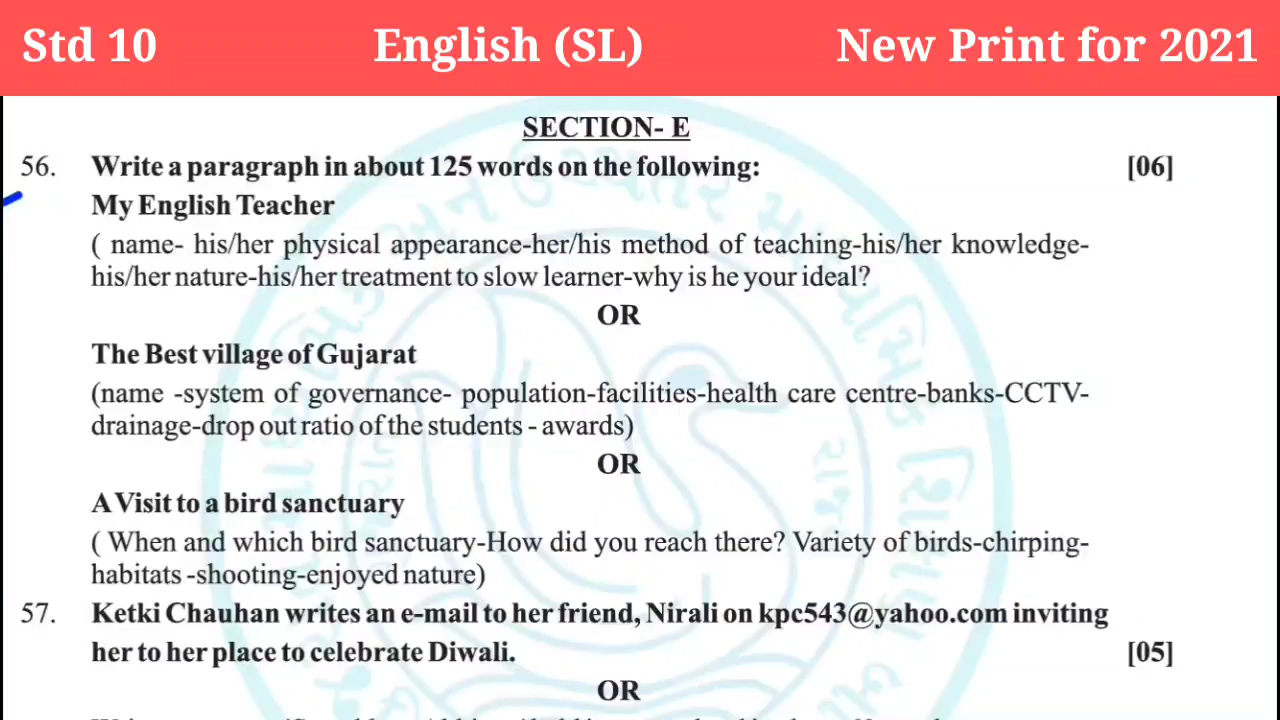 Std 10 English (SL) New Print for 2021
SECTION- E
56. Write a paragraph in about 125 words on the following: [06]
My English Teacher
( name- his/her physical appearance-her/his method of teaching-his/her knowledge-
his/her nature-his/her treatment to slow learner-why is he your ideal?
OR
The Best village of Gujarat
(name -system of governance- population-facilities-health care centre-banks-CCTV-
drainage-drop out ratio of the students - awards)
OR
A Visit to a bird sanctuary
( When and which bird sanctuary-How did you reach there? Variety of birds-chirping-
habitats -shooting-enjoyed nature)
57. Ketki Chauhan writes an e-mail to her friend, Nirali on kpc543@yahoo.com inviting
her to her place to celebrate Diwali. [05]
OR